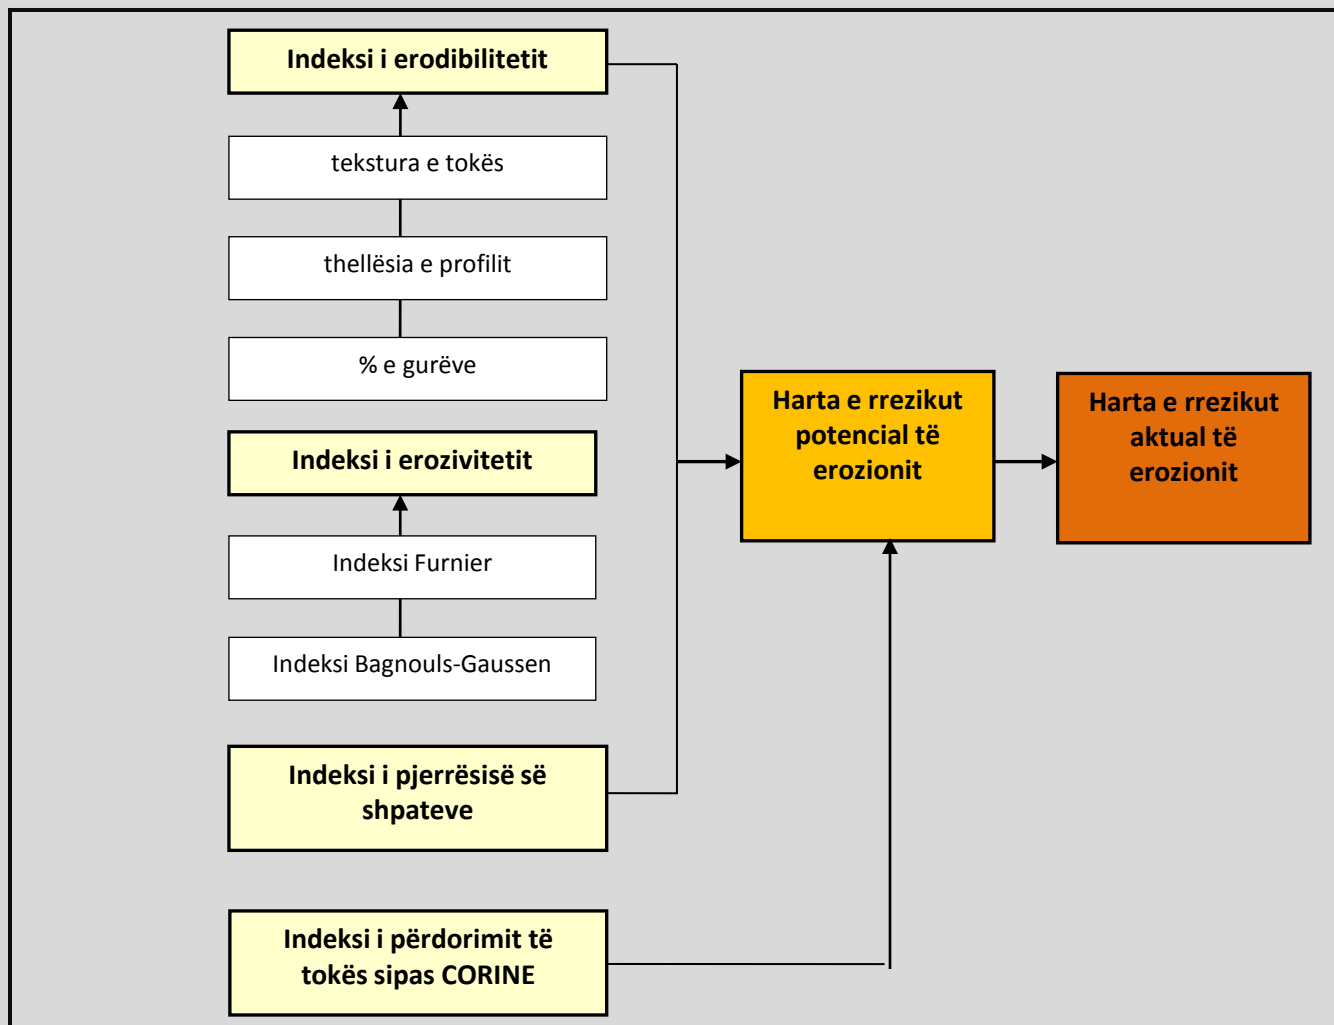 Indeksi i erodibilitetit
tekstura e tokës
thellësia e profilit
% e gurëve
Indeksi i erozivitetit
Indeksi Furnier
Indeksi Bagnouls-Gaussen
Indeksi i pjerrësisë së
shpateve
Indeksi i përdorimit të
tokës sipas CORINE
Harta e rrezikut
potencial të
erozionit
Harta e rrezikut
aktual të
erozionit